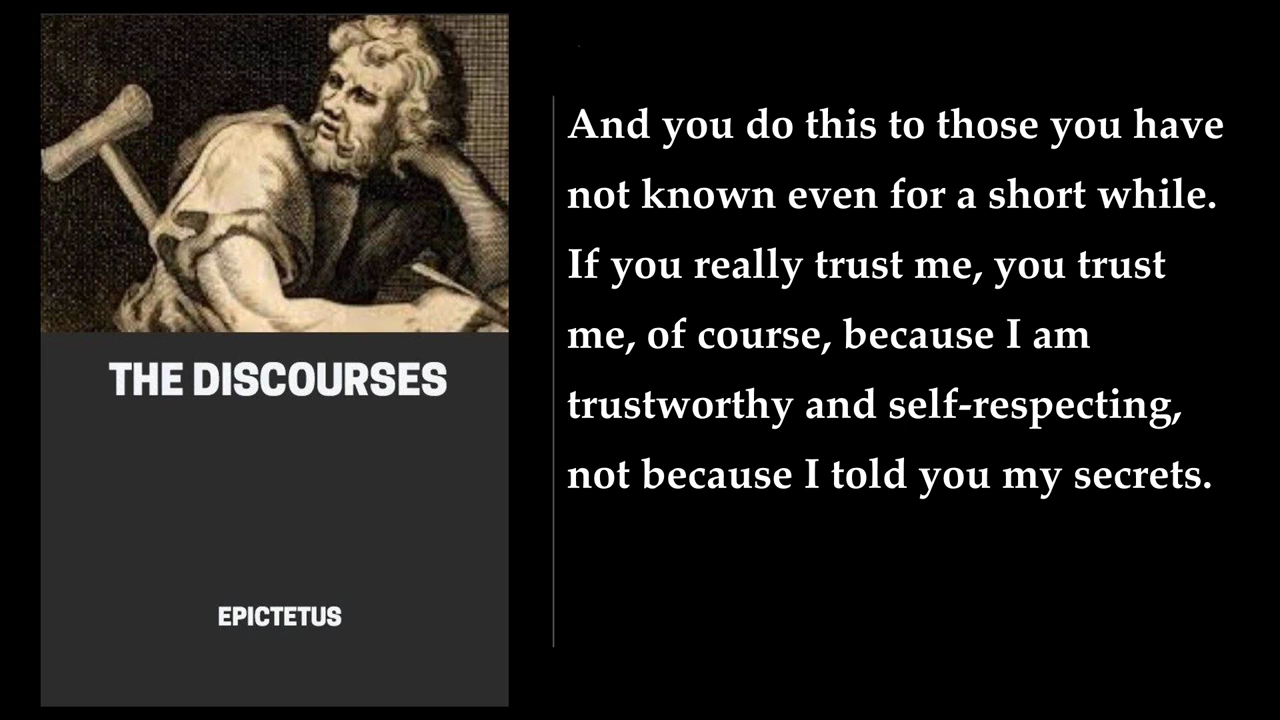 THE DISCOURSES
EPICTETUS
And you do this to those you have
not known even for a short while.
If you really trust me, you trust
me, of course, because I am
trustworthy and self-respecting,
not because I told you my secrets.